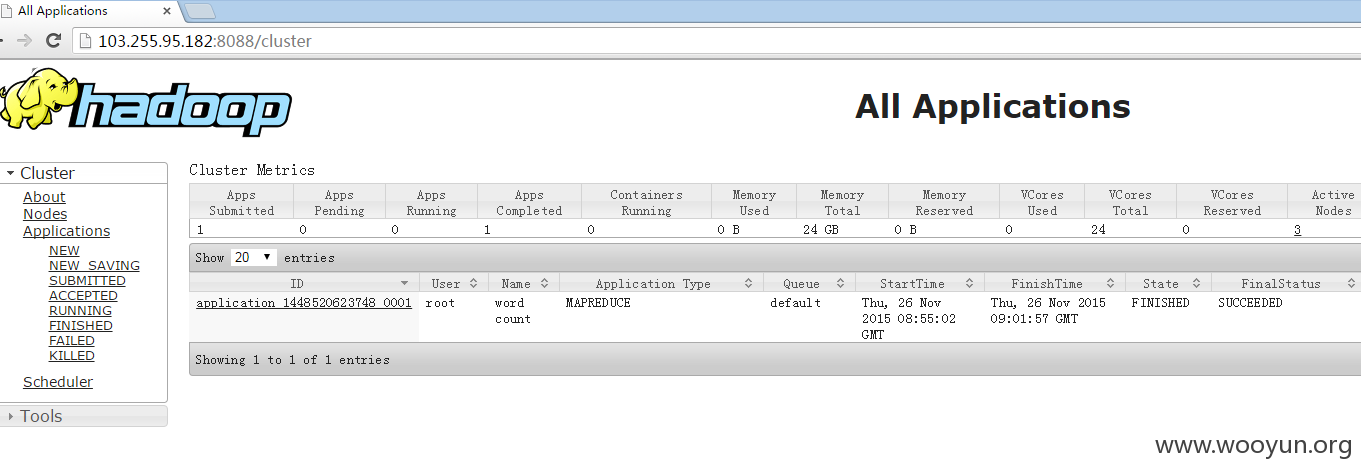 All Applications
103.255.95.182:8088/cluster
hadoop
All Applications
Cluster
About
Nodes
Applications
NEW
NEW_SAVING
SUBMITTED
ACCEPTED
RUNNING
FINISHED
FAILED
KILLED
Scheduler
Tools
Cluster Metrics
Apps Submitted Apps Pending Apps Running Apps Completed Containers Running Memory Used Memory Total Memory Reserved VCores Used VCores Total VCores Reserved Active Nodes
1 0 0 1 0 0 B 24 GB 0 B 0 24 0 3
Show 20 entries
ID User Name Application Type Queue StartTime FinishTime State FinalStatus
application_1448520623748_0001 root word count MAPREDUCE default Thu, 26 Nov 2015 08:55:02 GMT Thu, 26 Nov 2015 09:01:57 GMT FINISHED SUCCEEDED
Showing 1 to 1 of 1 entries
www.wooyun.org